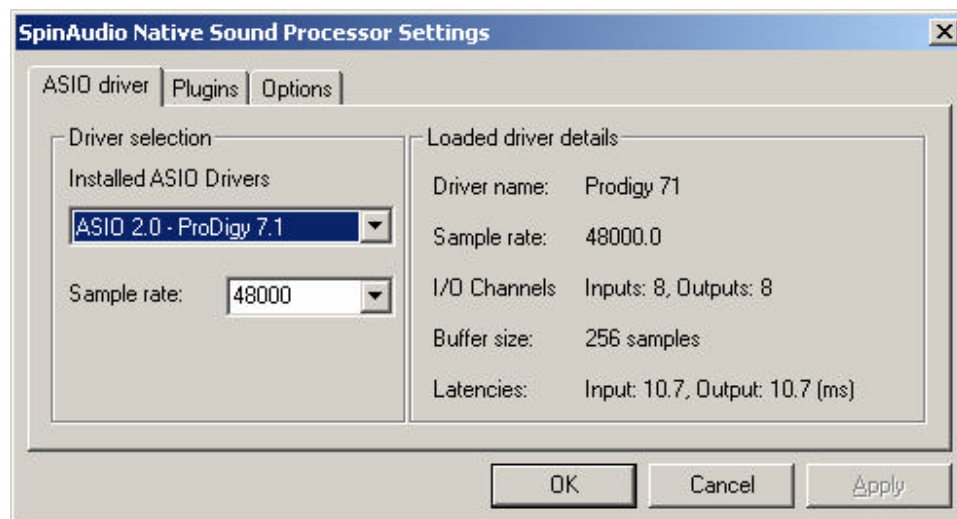 SpinAudio Native Sound Processor Settings
ASIO driver Plugins Options
Driver selection
Installed ASIO Drivers
ASIO 2.0 - ProDigy 7.1
Sample rate: 48000
Loaded driver details
Driver name: Prodigy 71
Sample rate: 48000.0
I/O Channels Inputs: 8, Outputs: 8
Buffer size: 256 samples
Latencies: Input: 10.7, Output: 10.7 (ms)
OK Cancel Apply